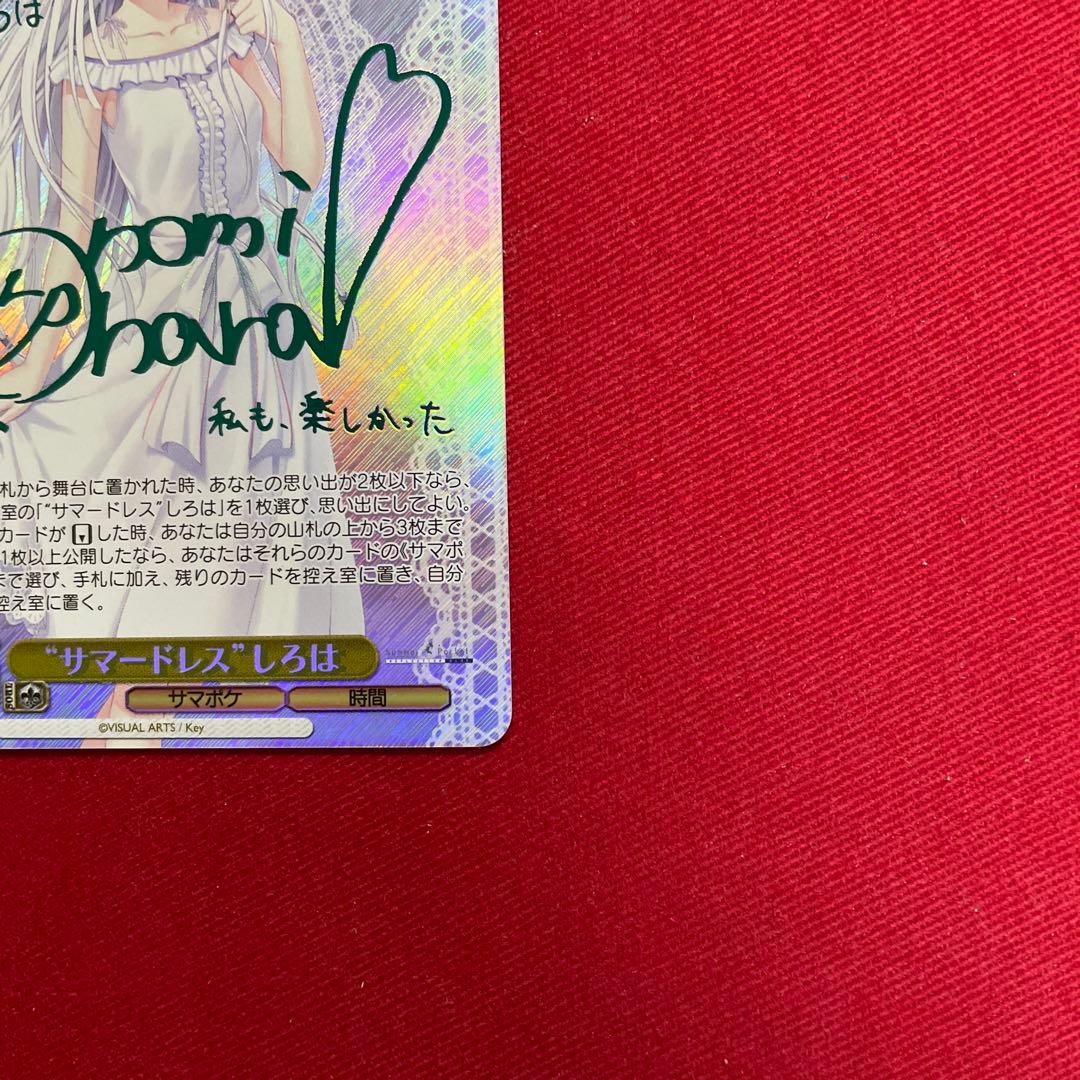 ろは
onomi
ohara
私も、楽しかった
札から舞台に置かれた時、あなたの思い出が2枚以下なら、
室の「“サマードレス”しろは」を1枚選び、思い出にしてよい。
カードが した時、あなたは自分の山札の上から3枚まで
1枚以上公開したなら、あなたはそれらのカードの《サマポ
まで選び、手札に加え、残りのカードを控え室に置き、自分
控え室に置く。
“サマードレス”しろは
Summer Pockets
REFLECTION BLUE
サマポケ
時間
©VISUAL ARTS / Key